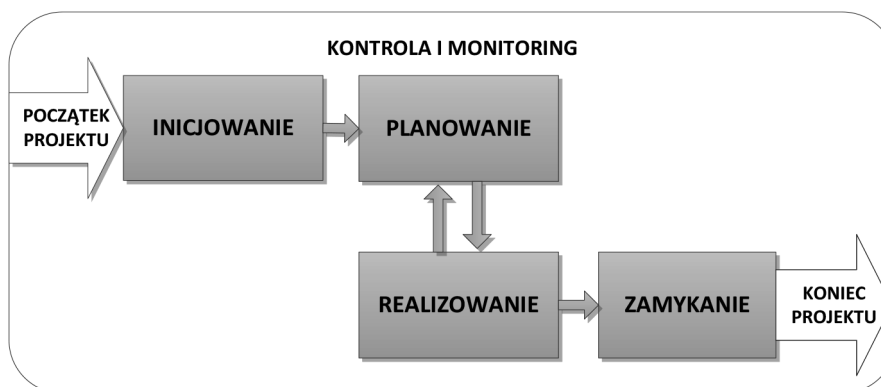 KONTROLA I MONITORING
POCZĄTEK
PROJEKTU
INICJOWANIE
PLANOWANIE
REALIZOWANIE
ZAMYKANIE
KONIEC
PROJEKTU